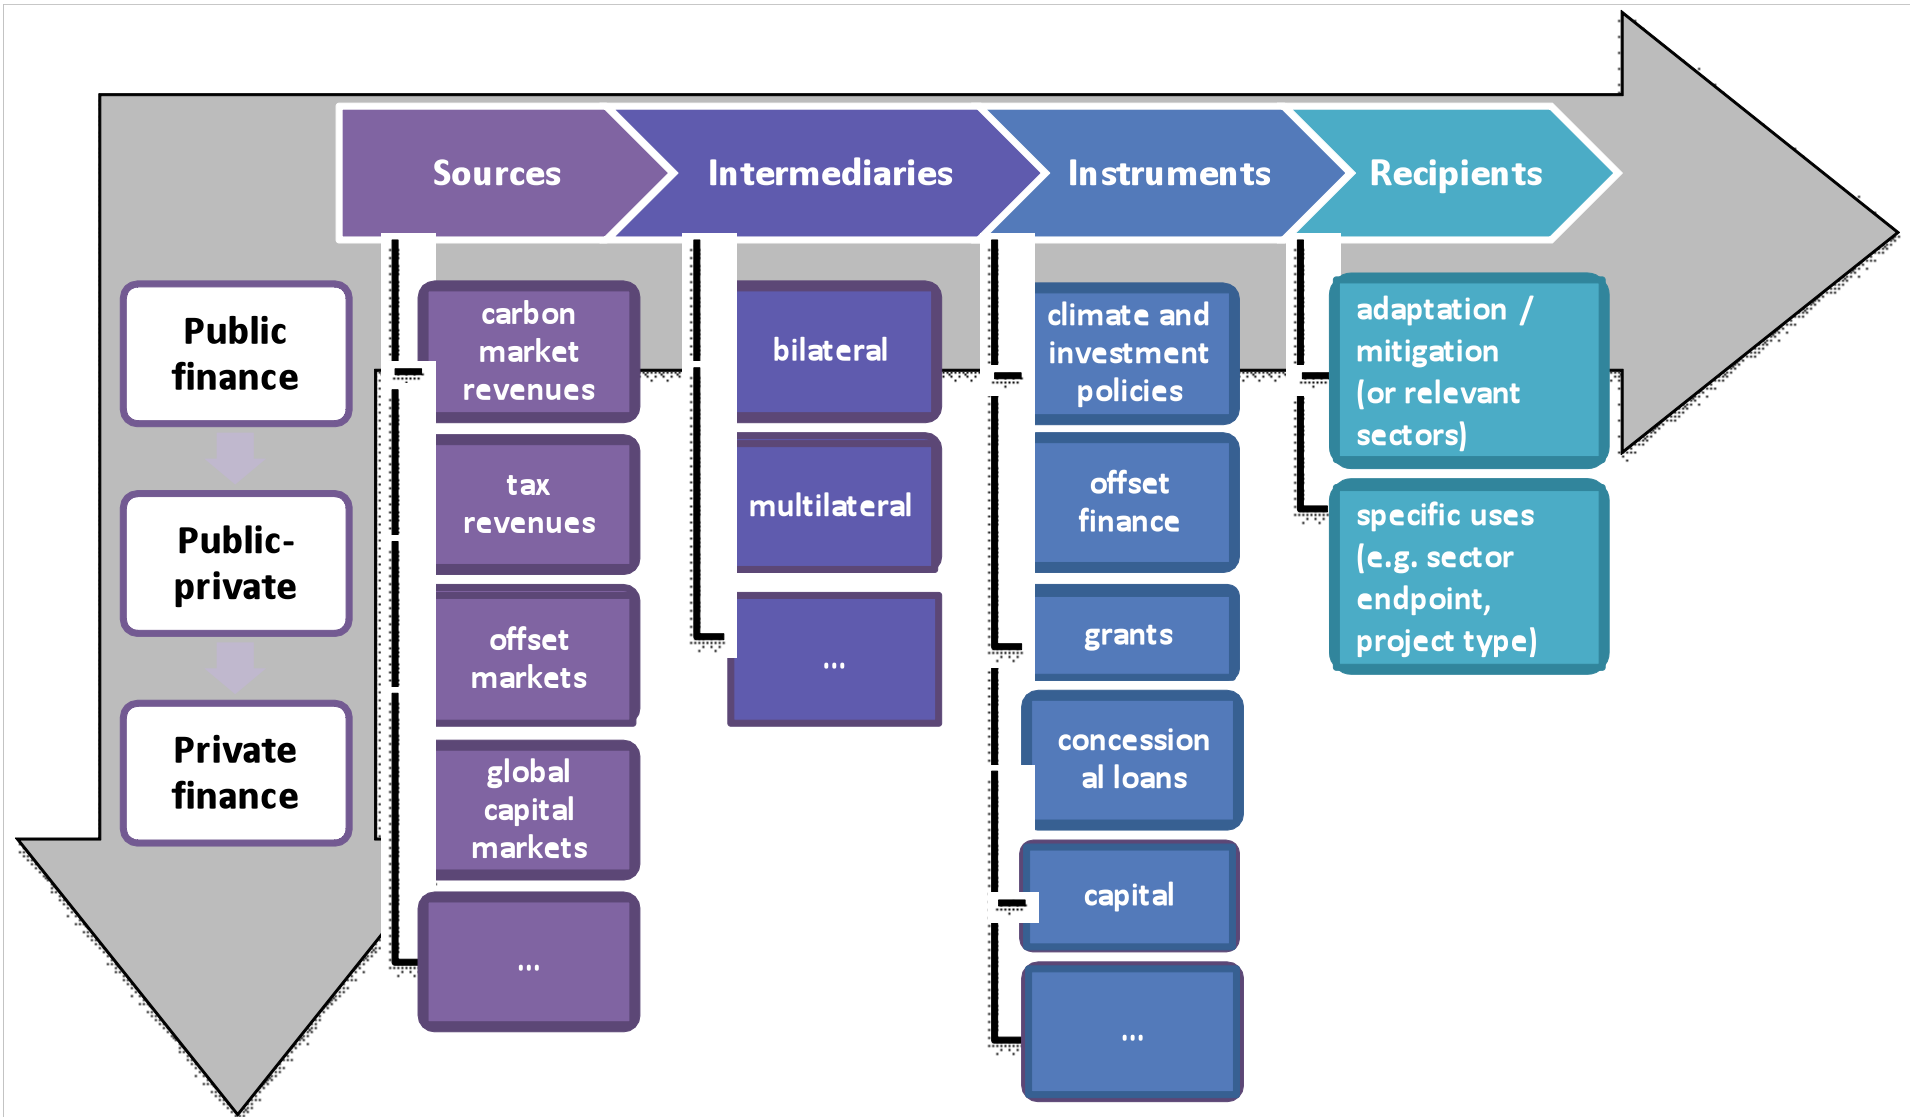 Sources
Intermediaries
Instruments
Recipients
Public
finance
Public-
private
Private
finance
carbon
market
revenues
tax
revenues
offset
markets
global
capital
markets
...
bilateral
multilateral
...
climate and
investment
policies
offset
finance
grants
concession
al loans
capital
...
adaptation /
mitigation
(or relevant
sectors)
specific uses
(e.g. sector
endpoint,
project type)